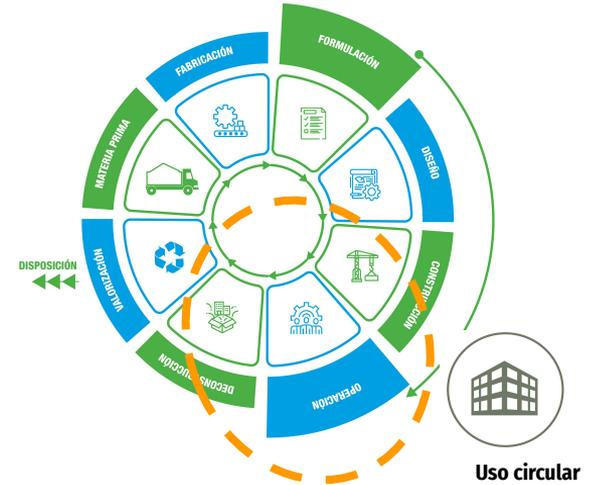 FORMULACIÓN
DISEÑO
CONSTRUCCIÓN
OPERACIÓN
DECONSTRUCCIÓN
VALORIZACIÓN
MATERIA PRIMA
FABRICACIÓN
DISPOSICIÓN
Uso circular